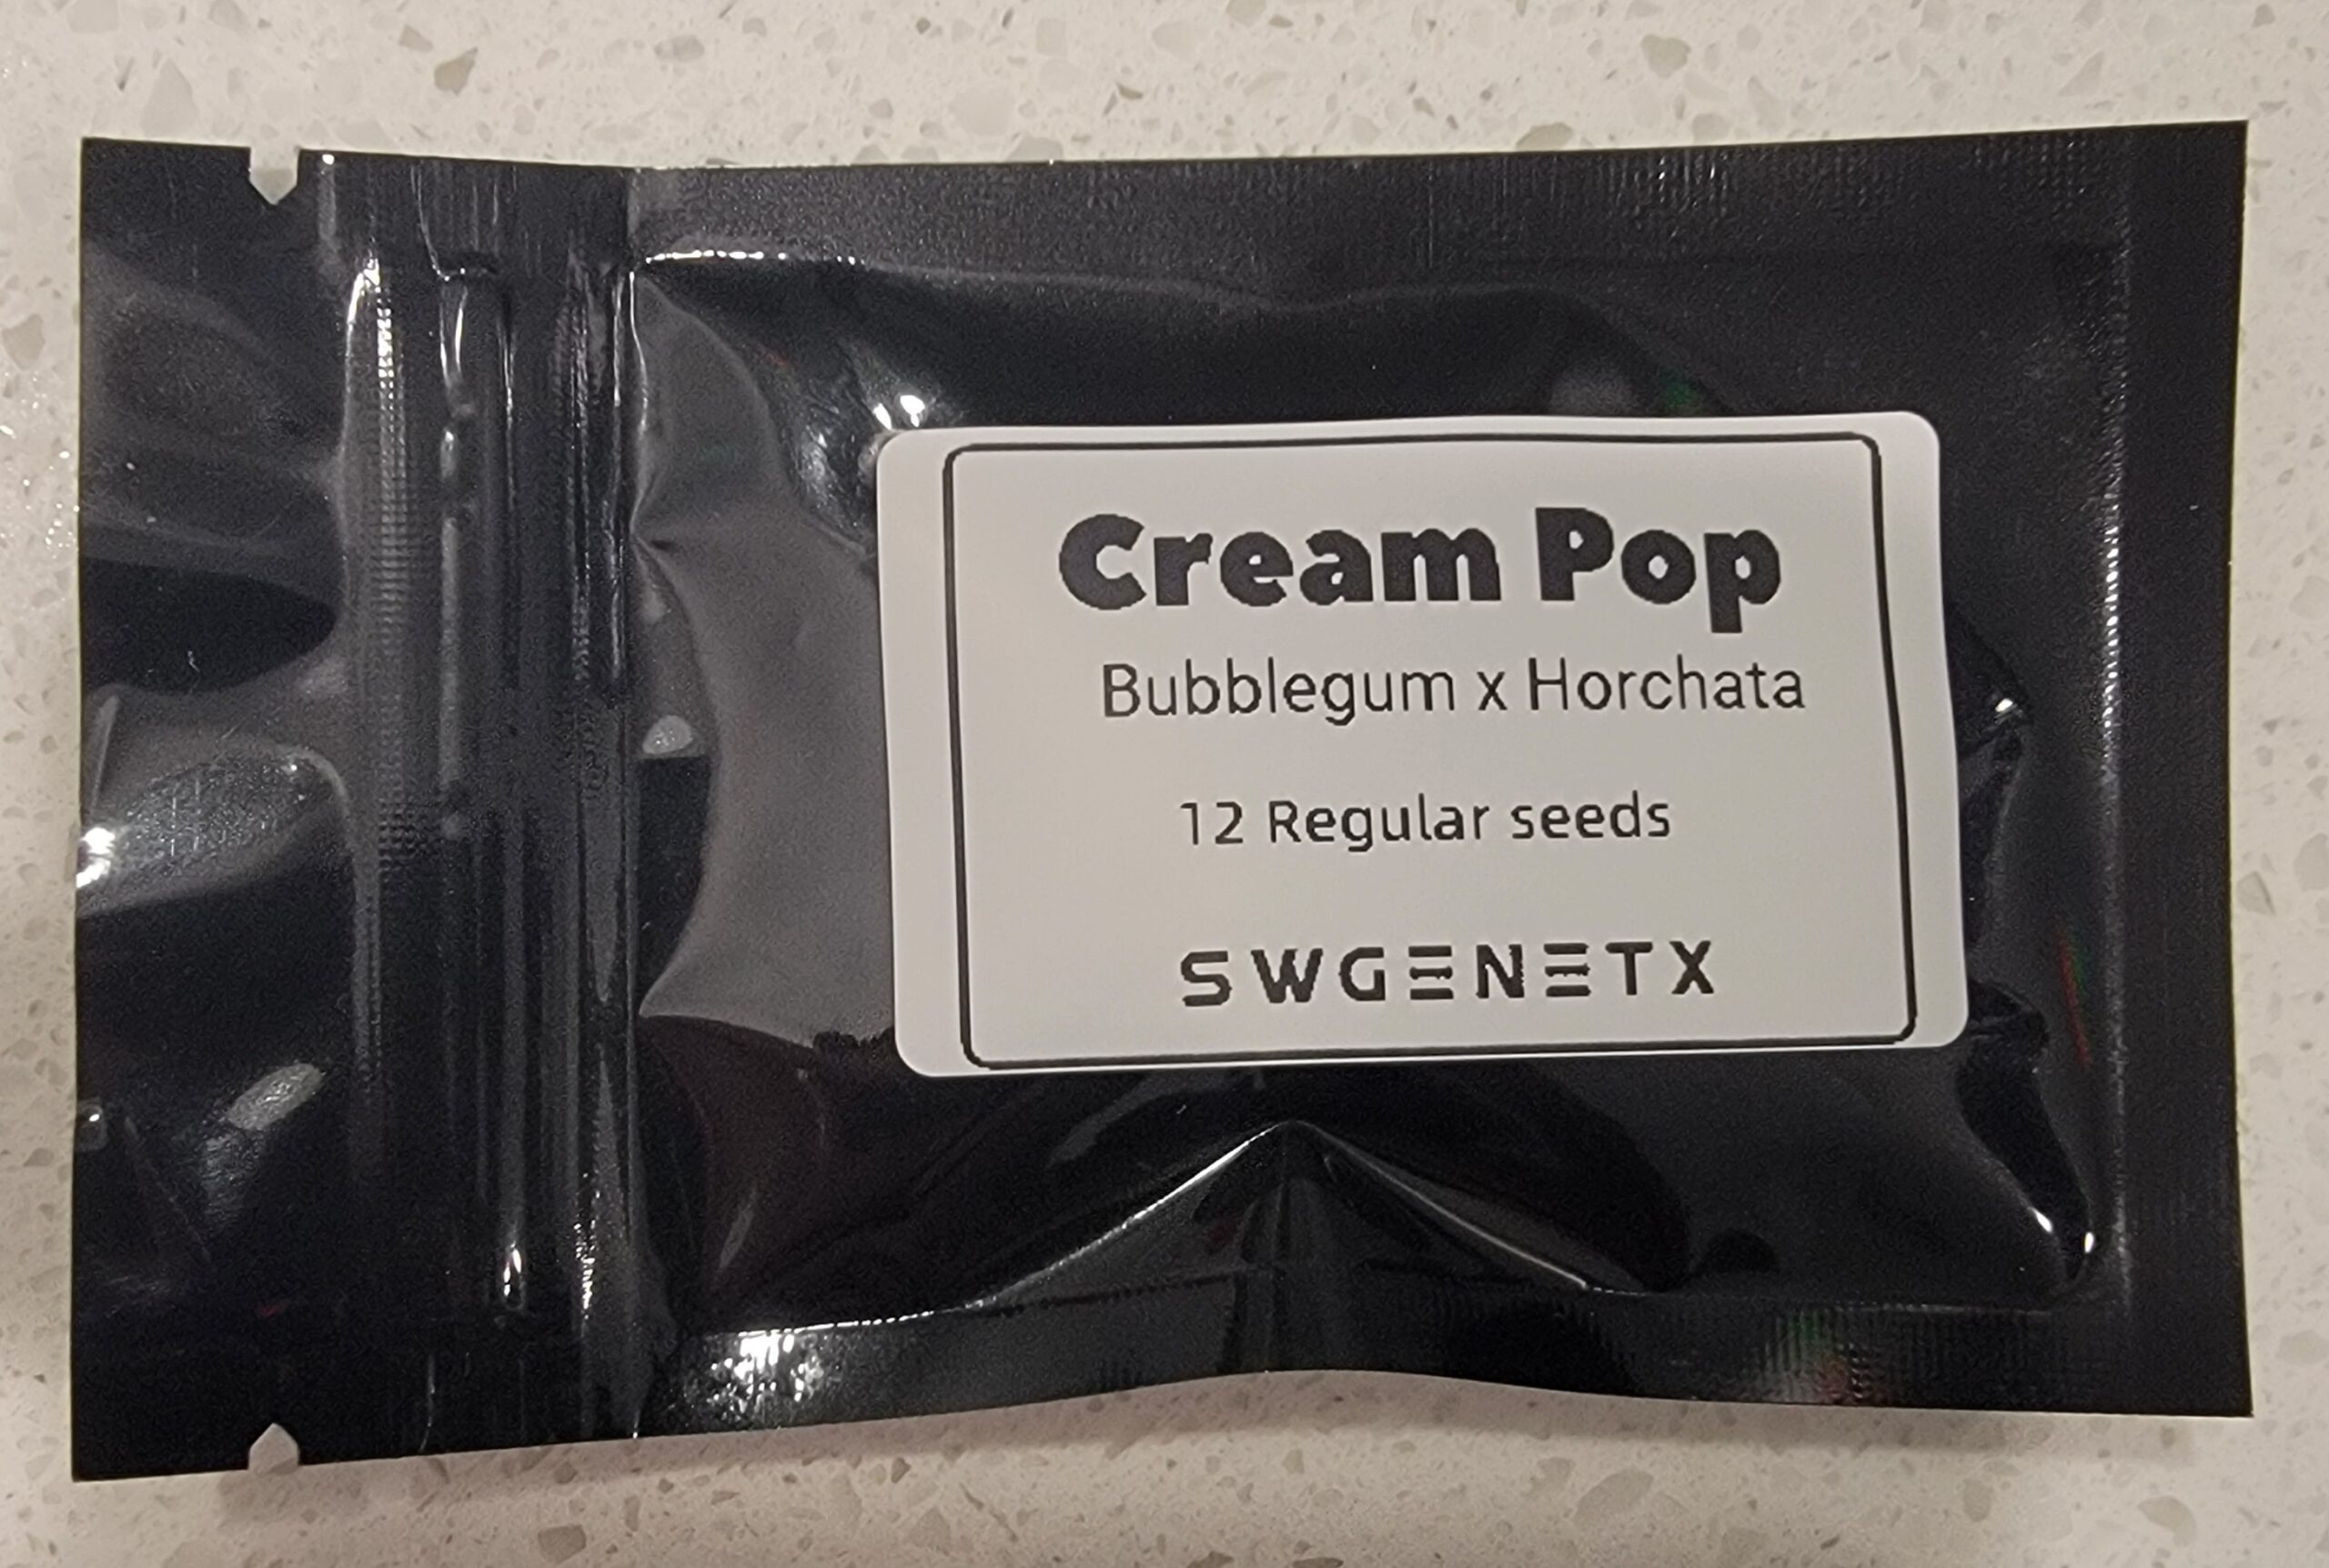 Cream Pop
Bubblegum x Horchata
12 Regular seeds
SWGENETX